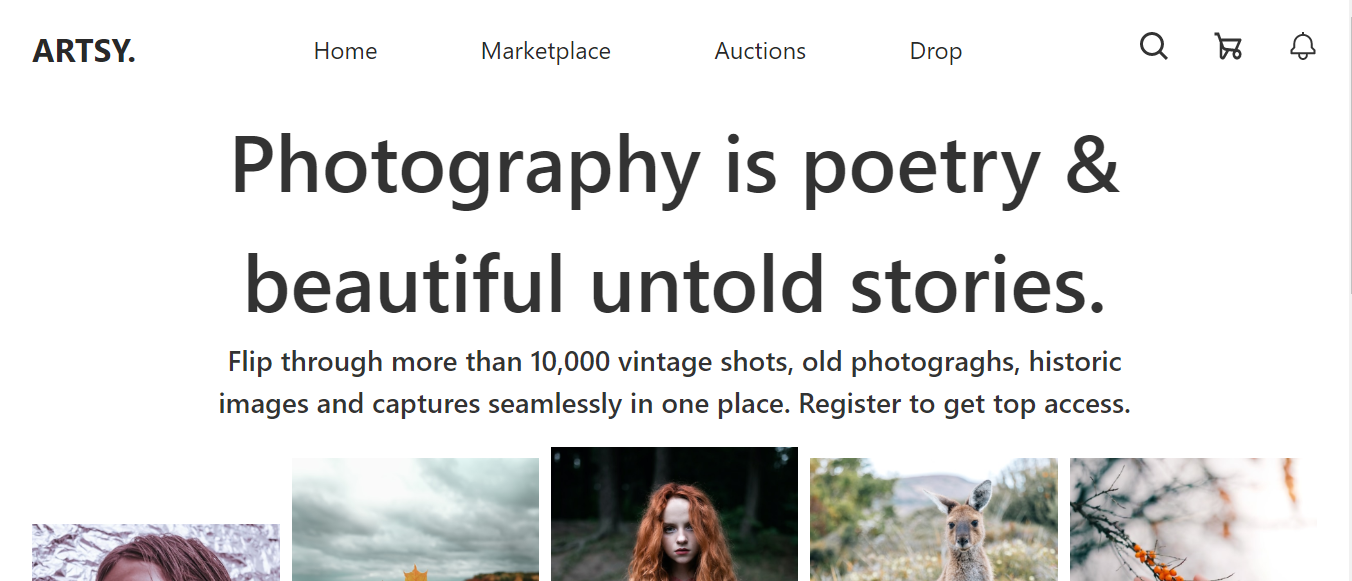 ARTSY.
Home
Marketplace
Auctions
Drop
Photography is poetry &
beautiful untold stories.
Flip through more than 10,000 vintage shots, old photograghs, historic
images and captures seamlessly in one place. Register to get top access.